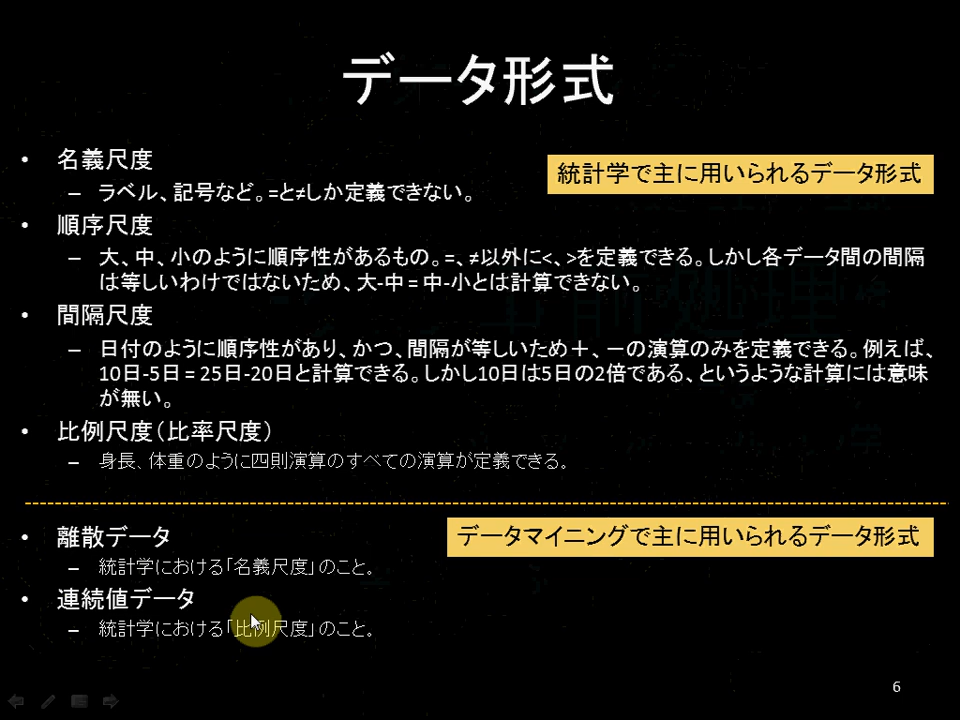 データ形式
• 名義尺度
– ラベル、記号など。=と≠しか定義できない。
統計学で主に用いられるデータ形式
• 順序尺度
– 大、中、小のように順序性があるもの。=、≠以外に<、>を定義できる。しかし各データ間の間隔
は等しいわけではないため、大-中 = 中-小とは計算できない。
• 間隔尺度
– 日付のように順序性があり、かつ、間隔が等しいため＋、－の演算のみを定義できる。例えば、
10日-5日 = 25日-20日と計算できる。しかし10日は5日の2倍である、というような計算には意味
が無い。
• 比例尺度（比率尺度）
– 身長、体重のように四則演算のすべての演算が定義できる。
• 離散データ
データマイニングで主に用いられるデータ形式
– 統計学における「名義尺度」のこと。
• 連続値データ
– 統計学における「比例尺度」のこと。
6